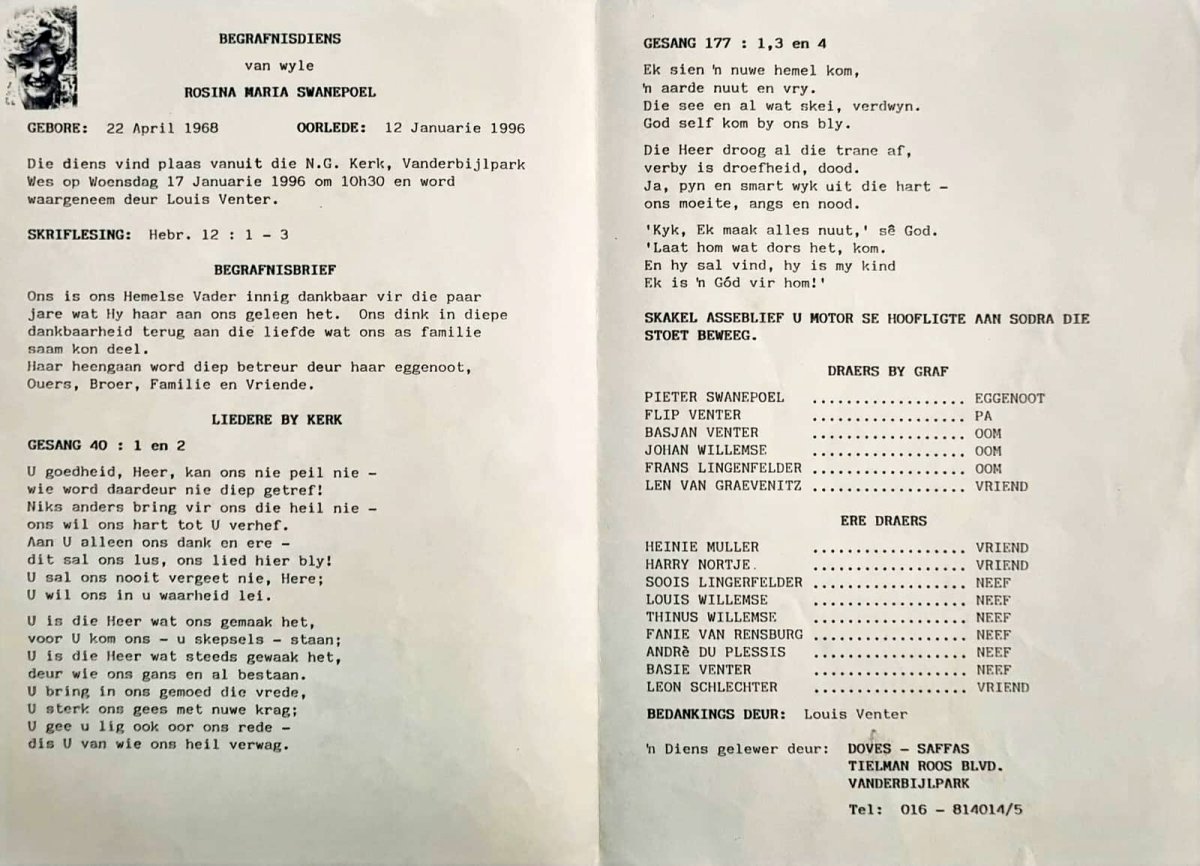 BEGRAFNISDIENS
van wyle
ROSINA MARIA SWANEPOEL
GEBORE: 22 April 1968 OORLEDE: 12 Januarie 1996
Die diens vind plaas vanuit die N.G. Kerk, Vanderbijlpark
Wes op Woensdag 17 Januarie 1996 om 10h30 en word
waargeneem deur Louis Venter.
SKRIFLESING: Hebr. 12 : 1 - 3
BEGRAFNISBRIEF
Ons is ons Hemelse Vader innig dankbaar vir die paar
jare wat Hy haar aan ons geleen het. Ons dink in diepe
dankbaarheid terug aan die liefde wat ons as familie
saam kon deel.
Haar heengaan word diep betreur deur haar eggenoot,
Ouers, Broer, Familie en Vriende.
LIEDERE BY KERK
GESANG 40 : 1 en 2
U goedheid, Heer, kan ons nie peil nie -
wie word daardeur nie diep getref!
Niks anders bring vir ons die heil nie -
ons wil ons hart tot U verhef.
Aan U alleen ons dank en ere -
dit sal ons lus, ons lied hier bly!
U sal ons nooit vergeet nie, Here;
U wil ons in u waarheid lei.
U is die Heer wat ons gemaak het,
voor U kom ons - u skepsels - staan;
U is die Heer wat steeds gewaak het,
deur wie ons gans en al bestaan.
U bring in ons gemoed die vrede,
U sterk ons gees met nuwe krag;
U gee u lig ook oor ons rede -
dis U van wie ons heil verwag.
GESANG 177 : 1,3 en 4
Ek sien 'n nuwe hemel kom,
'n aarde nuut en vry.
Die see en al wat skei, verdwyn.
God self kom by ons bly.
Die Heer droog al die trane af,
verby is droefheid, dood.
Ja, pyn en smart wyk uit die hart -
ons moeite, angs en nood.
'Kyk, Ek maak alles nuut,' sê God.
'Laat hom wat dors het, kom.
En hy sal vind, hy is my kind
Ek is 'n Gód vir hom!'
SKAKEL ASSEBLIEF U MOTOR SE HOOFLIGTE AAN SODRA DIE
STOET BEWEEG.
DRAERS BY GRAF
PIETER SWANEPOEL .................. EGGENOOT
FLIP VENTER .................. PA
BASJAN VENTER .................. OOM
JOHAN WILLEMSE .................. OOM
FRANS LINGENFELDER .................. OOM
LEN VAN GRAEVENITZ .................. VRIEND
ERE DRAERS
HEINIE MULLER .................. VRIEND
HARRY NORTJE. .................. VRIEND
SOOIS LINGERFELDER .................. NEEF
LOUIS WILLEMSE .................. NEEF
THINUS WILLEMSE .................. NEEF
FANIE VAN RENSBURG .................. NEEF
ANDRè DU PLESSIS .................. NEEF
BASIE VENTER .................. NEEF
LEON SCHLECHTER .................. VRIEND
BEDANKINGS DEUR: Louis Venter
'n Diens gelewer deur: DOVES - SAFFAS
TIELMAN ROOS BLVD.
VANDERBIJLPARK
Tel: 016 - 814014/5